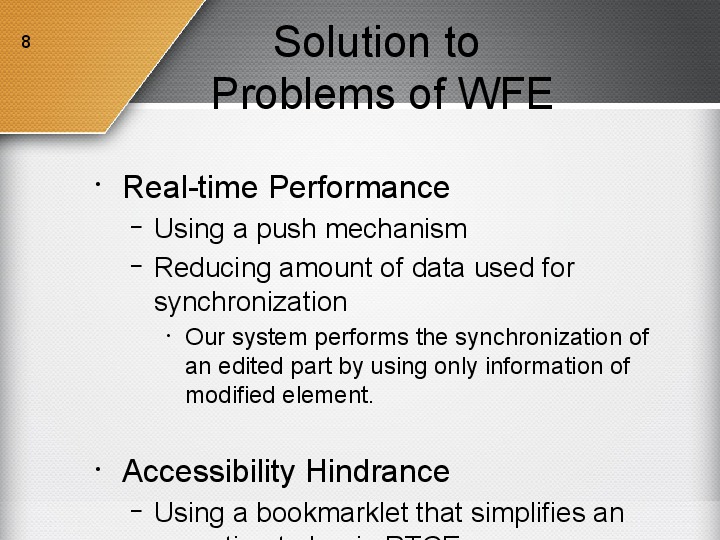 8
Solution to
Problems of WFE
• Real-time Performance
– Using a push mechanism
– Reducing amount of data used for
synchronization
• Our system performs the synchronization of
an edited part by using only information of
modified element.
• Accessibility Hindrance
– Using a bookmarklet that simplifies an